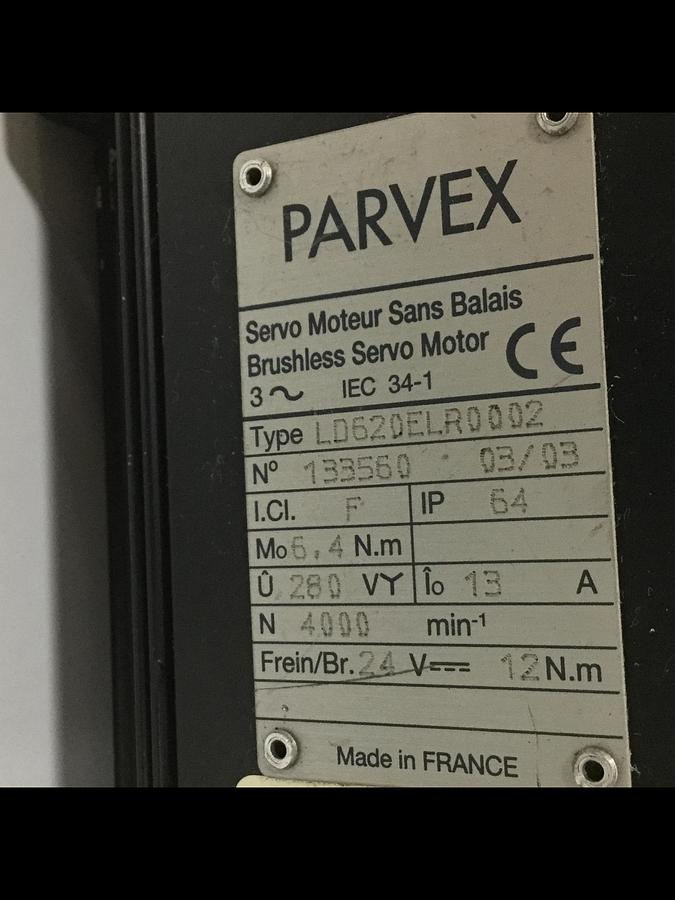 PARVEX
Servo Moteur Sans Balais
Brushless Servo Motor CE
3 ~ IEC 34-1
Type LD620ELR0002
Nº 133560 03/03
I.Cl. F IP 64
Mo 6,4 N.m
Û 280 VY Îo 13 A
N 4000 min⁻¹
Frein/Br. 24 V⎓ 12 N.m
Made in FRANCE